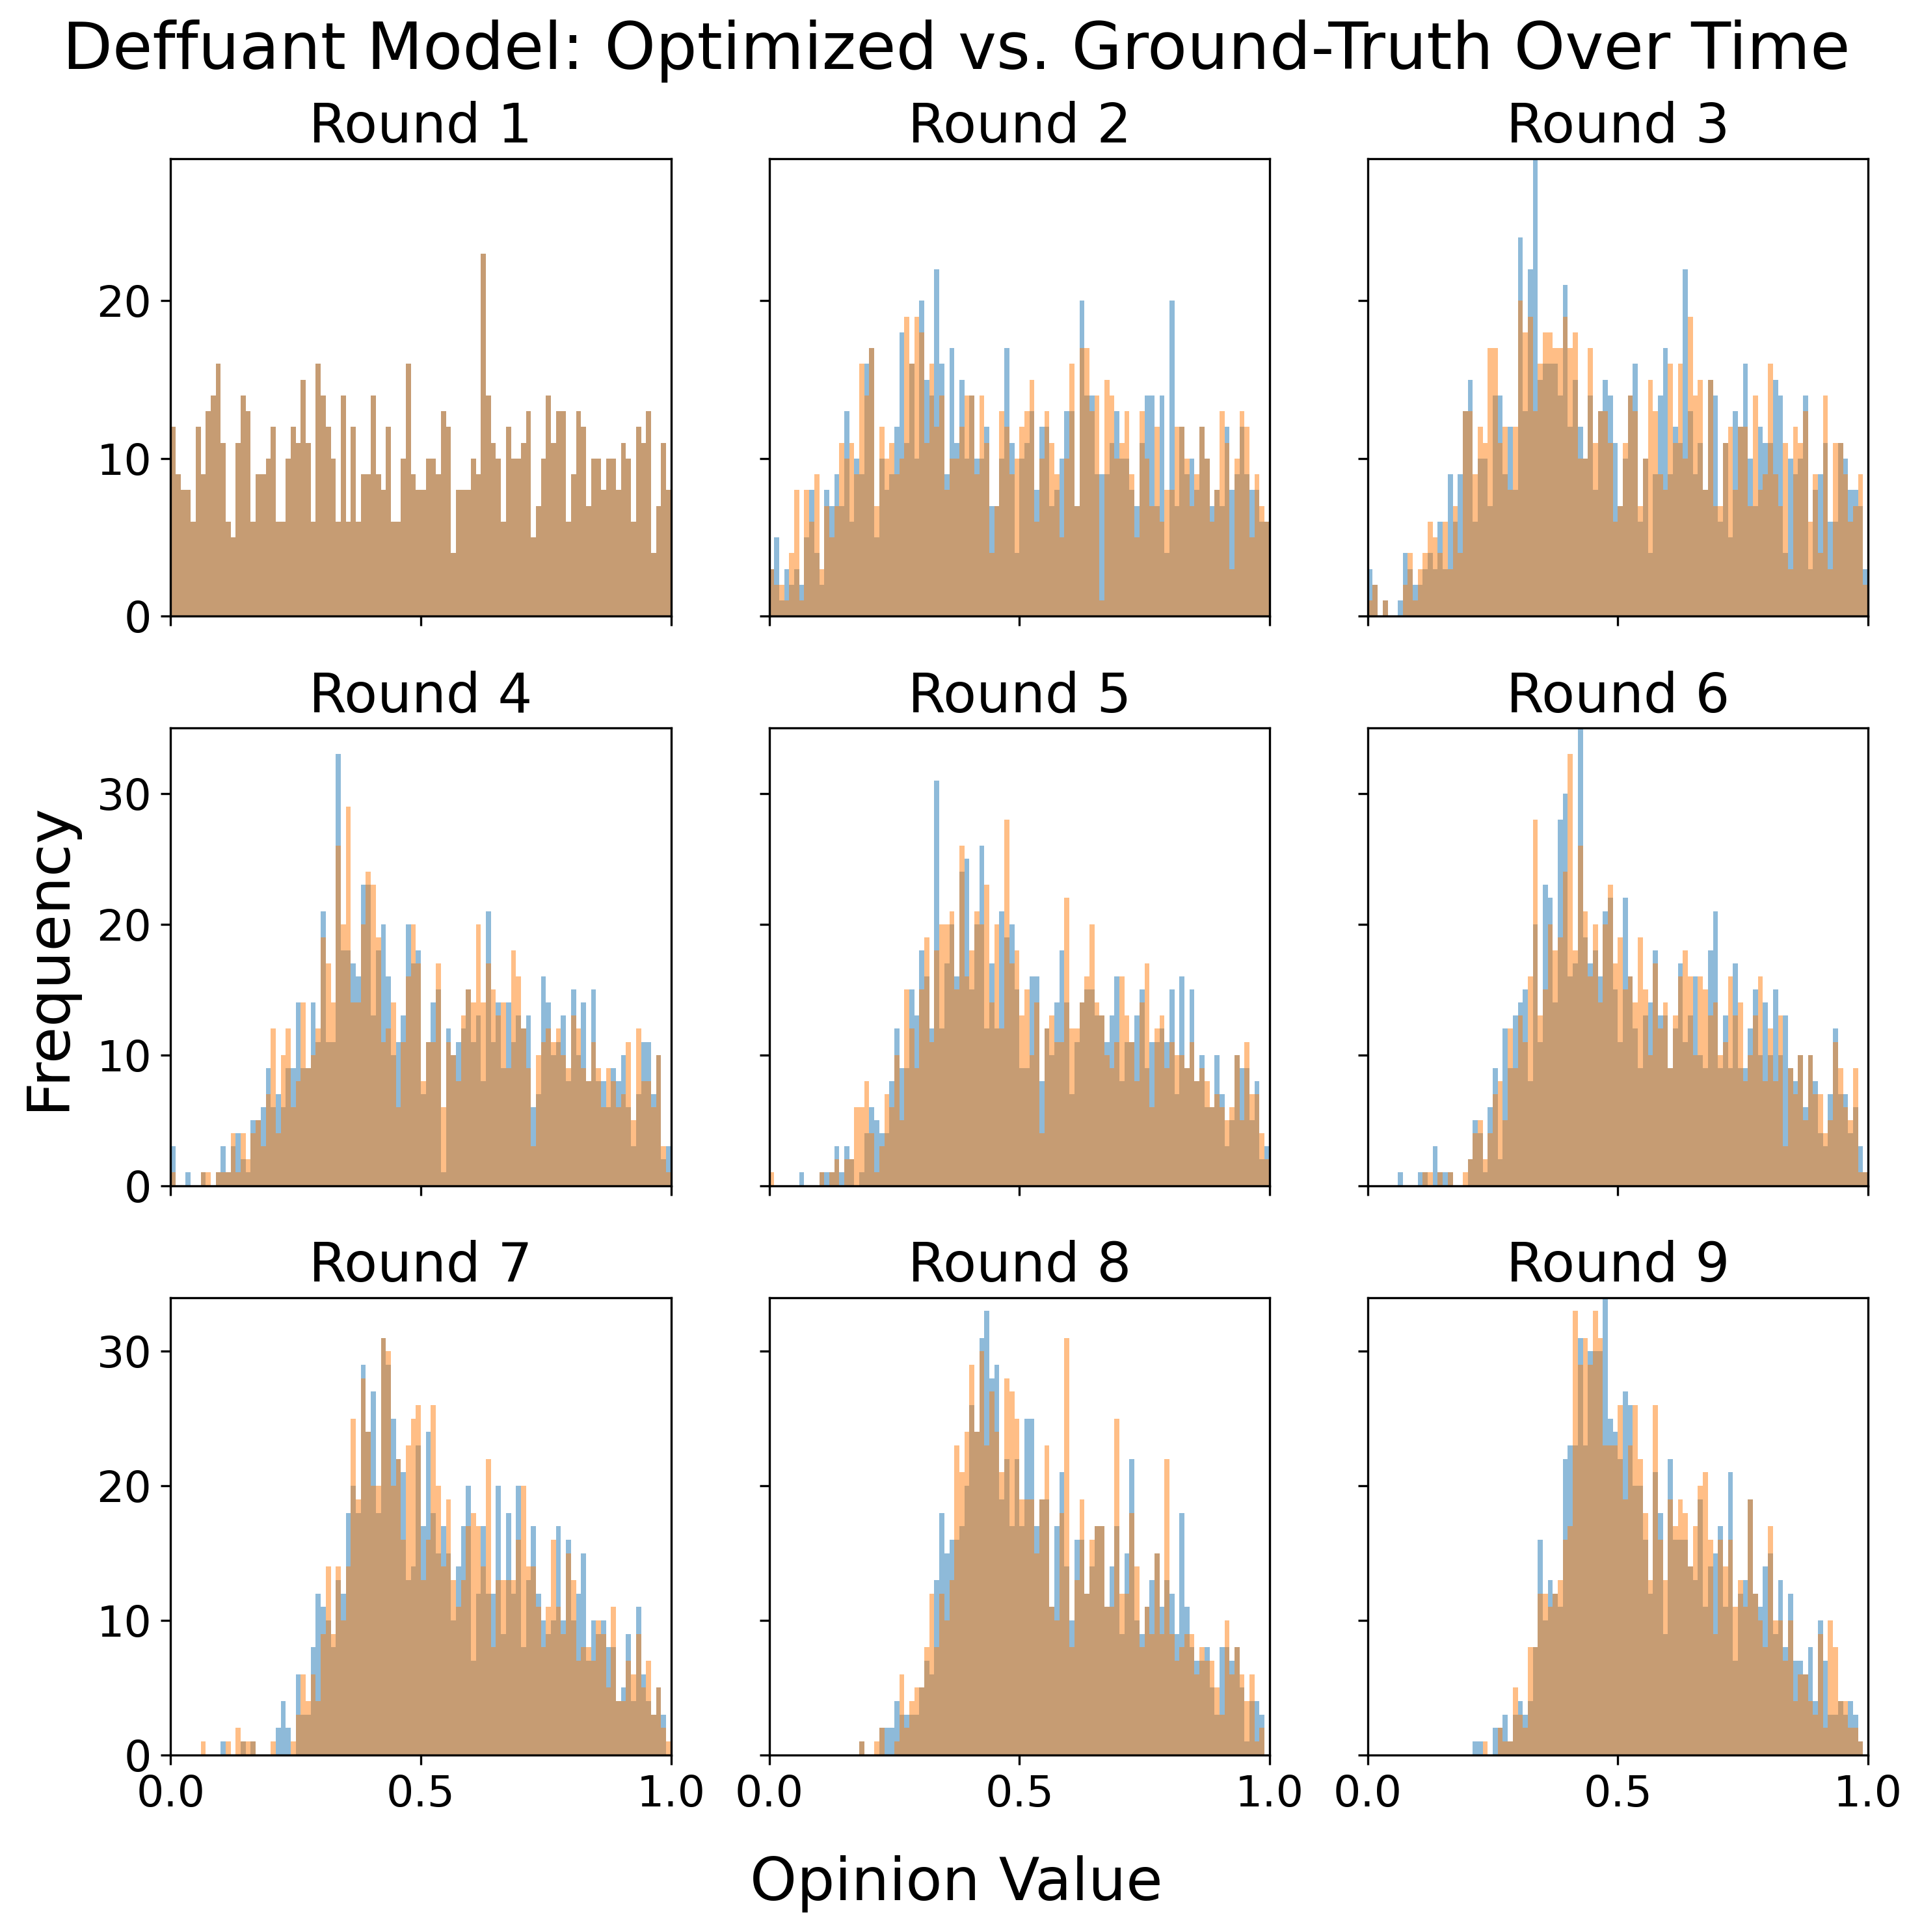 Deffuant Model: Optimized vs. Ground-Truth Over Time
Round 1
Round 2
Round 3
20
10
0
Round 4
Round 5
Round 6
Frequency
30
20
10
0
Round 7
Round 8
Round 9
30
20
10
0
0.0 0.5 1.0 0.0 0.5 1.0 0.0 0.5 1.0
Opinion Value